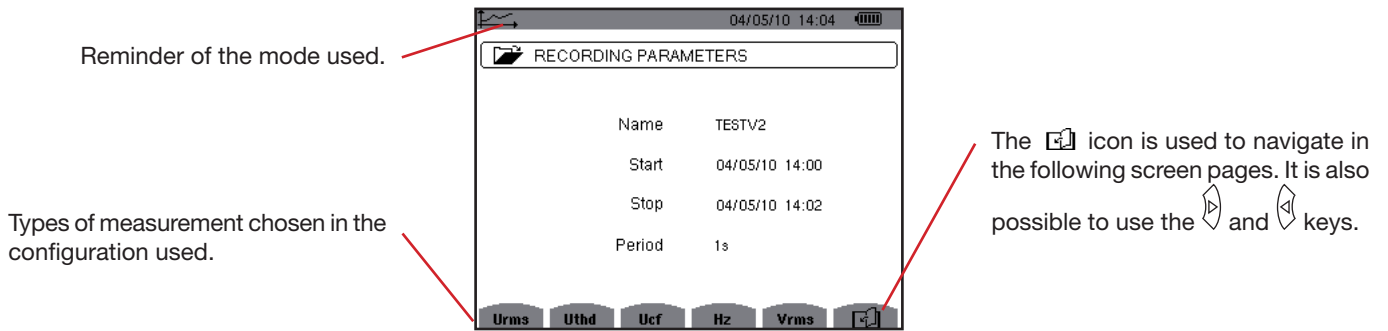 04/05/10 14:04
Reminder of the mode used.
RECORDING PARAMETERS
Name TESTV2
Start 04/05/10 14:00
Stop 04/05/10 14:02
Period 1s
Urms Uthd Ucf Hz Vrms
Types of measurement chosen in the
configuration used.
The icon is used to navigate in
the following screen pages. It is also
possible to use the and keys.